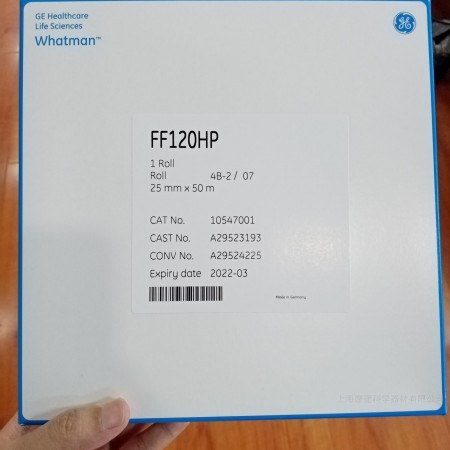 GE Healthcare
Life Sciences
Whatman™
FF120HP
1 Roll
Roll 4B-2 / 07
25 mm x 50 m
CAT No. 10547001
CAST No. A29523193
CONV No. A29524225
Expiry date 2022-03
Made in Germany